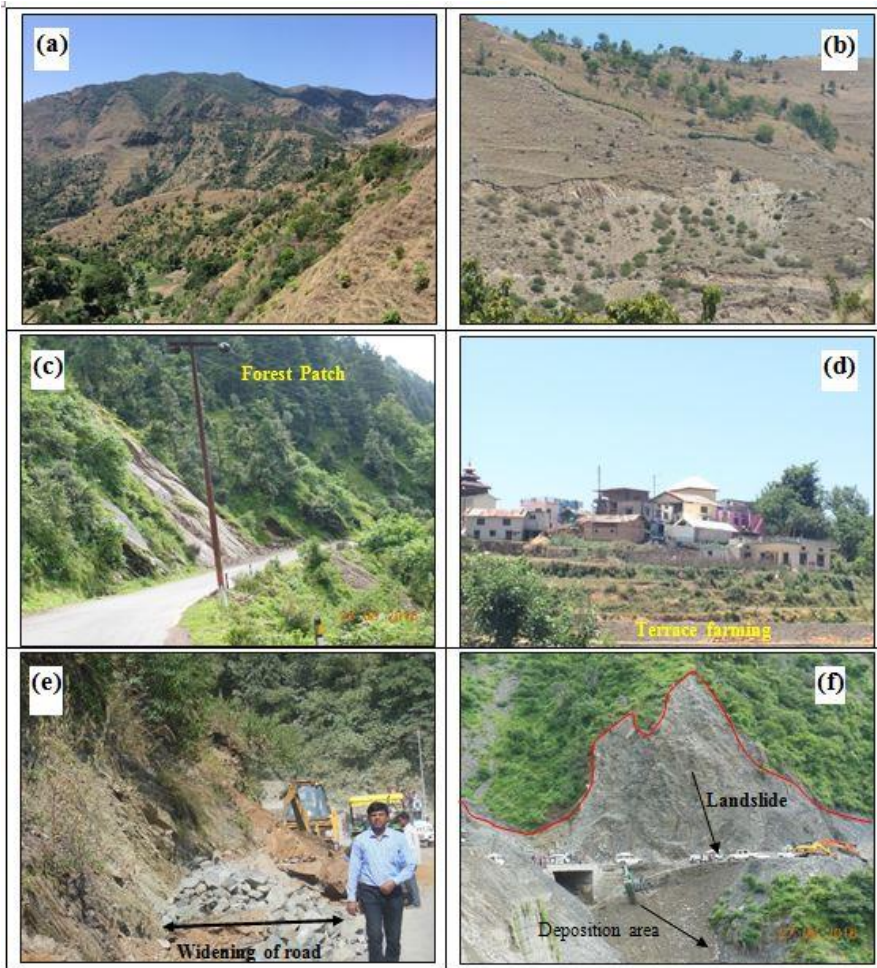 (a)
(b)
(c)
Forest Patch
(d)
Terrace farming
(e)
Widening of road
(f)
Landslide
Deposition area